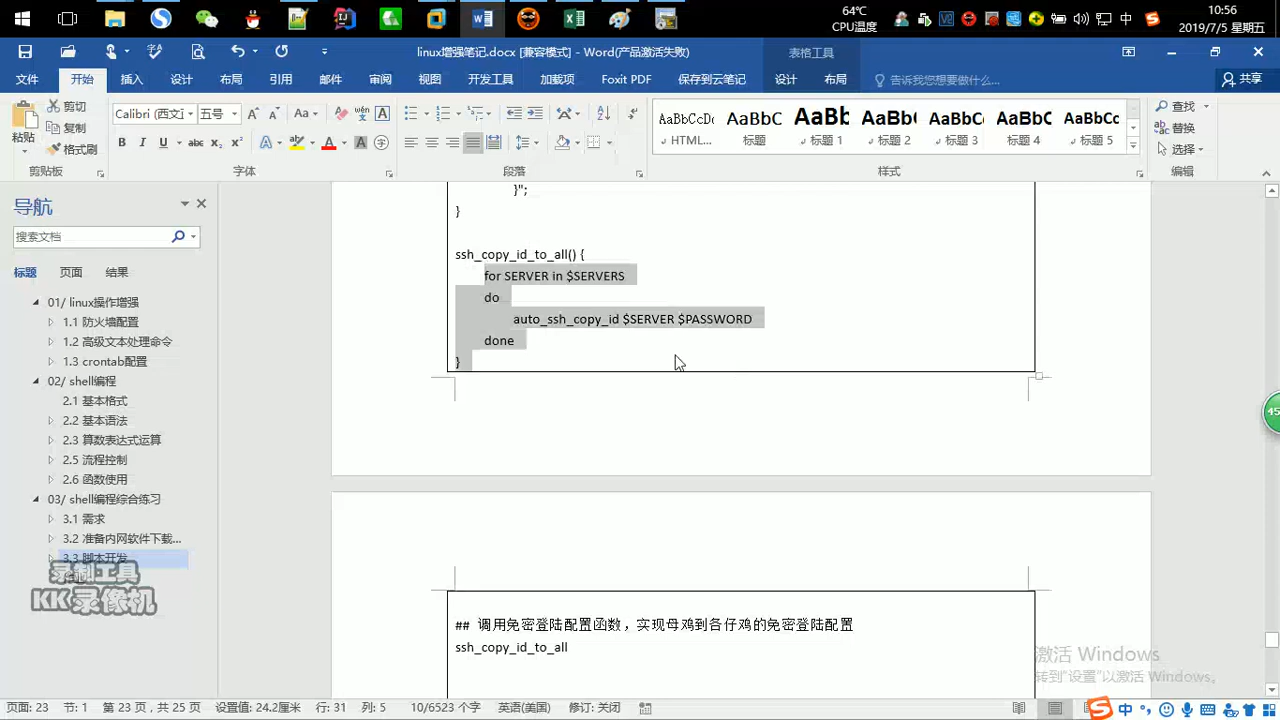 64℃
CPU温度
中
10:56
2019/7/5 星期五
linux增强笔记.docx [兼容模式] - Word(产品激活失败)
表格工具
文件 开始 插入 设计 布局 引用 邮件 审阅 视图 开发工具 加载项 Foxit PDF 保存到云笔记 设计 布局 告诉我您想要做什么... 共享
粘贴
剪切
复制
格式刷
Calibri (西文) 五号
AaBbCcDc AaBbC AaBb AaBb( AaBbC AaBbC AaBbCc
HTML... 标题 标题 1 标题 2 标题 3 标题 4 标题 5
查找
替换
选择
剪贴板 字体 段落 样式 编辑
导航
搜索文档
标题 页面 结果
01/ linux操作增强
1.1 防火墙配置
1.2 高级文本处理命令
1.3 crontab配置
02/ shell编程
2.1 基本格式
2.2 基本语法
2.3 算数表达式运算
2.5 流程控制
2.6 函数使用
03/ shell编程综合练习
3.1 需求
3.2 准备内网软件下载...
3.3 脚本开发
录制工具
KK录像机
}";
}
ssh_copy_id_to_all() {
for SERVER in $SERVERS
do
auto_ssh_copy_id $SERVER $PASSWORD
done
}
45
## 调用免密登陆配置函数，实现母鸡到各仔鸡的免密登陆配置
ssh_copy_id_to_all
激活 Windows
转到"设置"以激活 Windows。
页面: 23 节: 1 第 23 页，共 25 页 设置值: 24.2厘米 行: 31 列: 5 10/6523 个字 英语(美国) 修订: 关闭
中